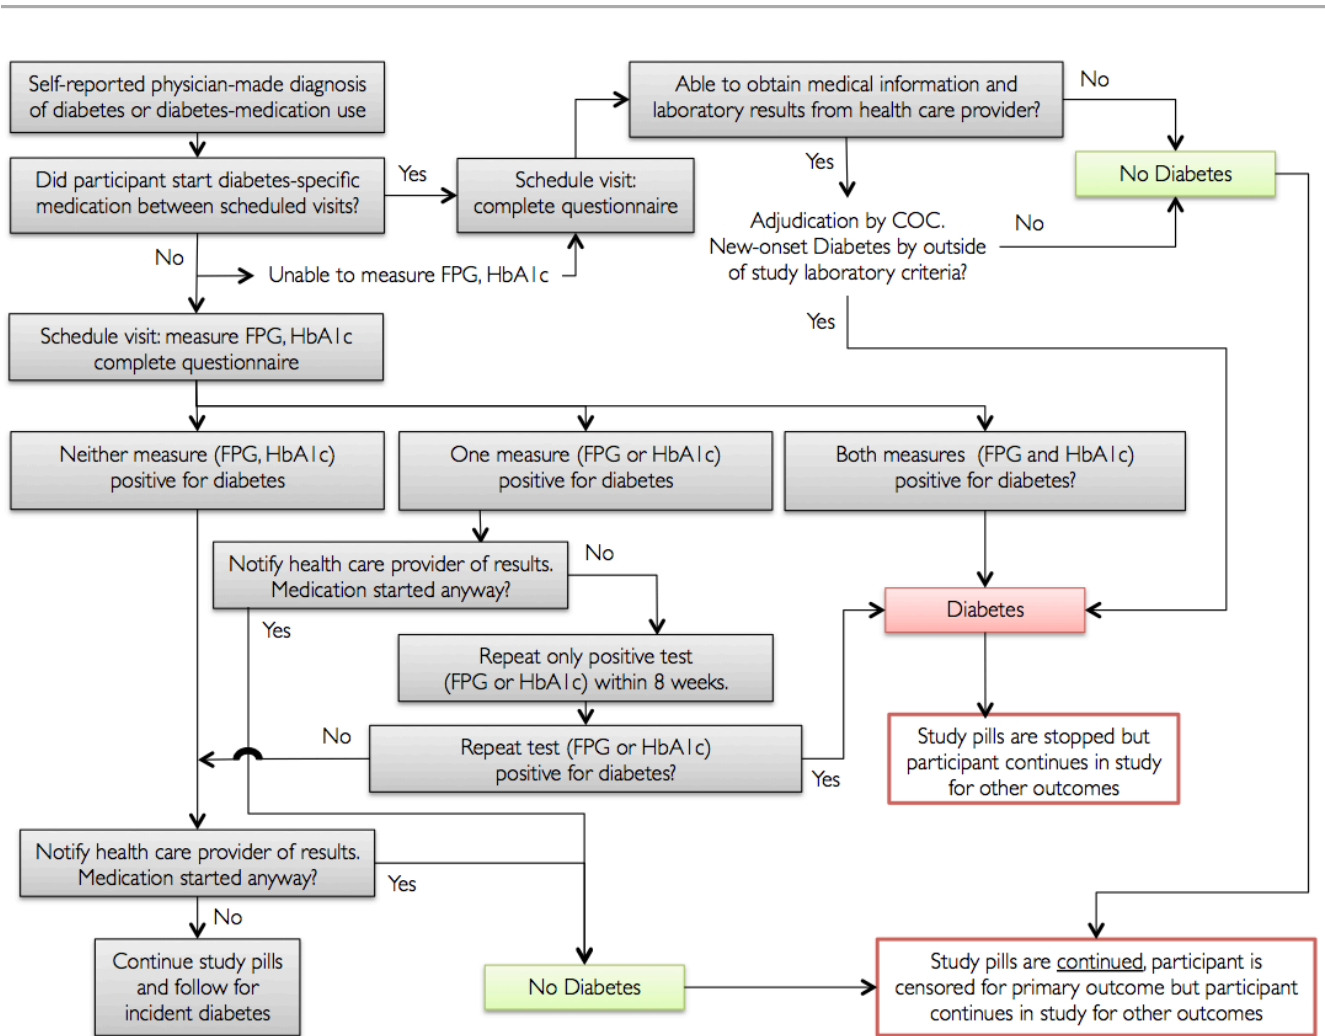 Self-reported physician-made diagnosis
of diabetes or diabetes-medication use
Able to obtain medical information and
laboratory results from health care provider?
No
Did participant start diabetes-specific
medication between scheduled visits?
Yes
Schedule visit:
complete questionnaire
Yes
No Diabetes
Adjudication by COC.
New-onset Diabetes by outside
of study laboratory criteria?
No
No
Unable to measure FPG, HbA1c
Yes
Schedule visit: measure FPG, HbA1c
complete questionnaire
Neither measure (FPG, HbA1c)
positive for diabetes
One measure (FPG or HbA1c)
positive for diabetes
Both measures (FPG and HbA1c)
positive for diabetes?
Notify health care provider of results.
Medication started anyway?
No
Yes
Diabetes
Repeat only positive test
(FPG or HbA1c) within 8 weeks.
No
Repeat test (FPG or HbA1c)
positive for diabetes?
Yes
Study pills are stopped but
participant continues in study
for other outcomes
Notify health care provider of results.
Medication started anyway?
Yes
No
Continue study pills
and follow for
incident diabetes
No Diabetes
Study pills are continued, participant is
censored for primary outcome but participant
continues in study for other outcomes